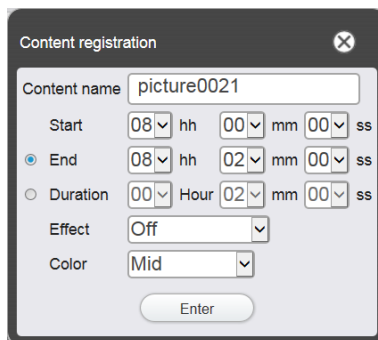 Content registration
Content name picture0021
Start 08 hh 00 mm 00 ss
End 08 hh 02 mm 00 ss
Duration 00 Hour 02 mm 00 ss
Effect Off
Color Mid
Enter